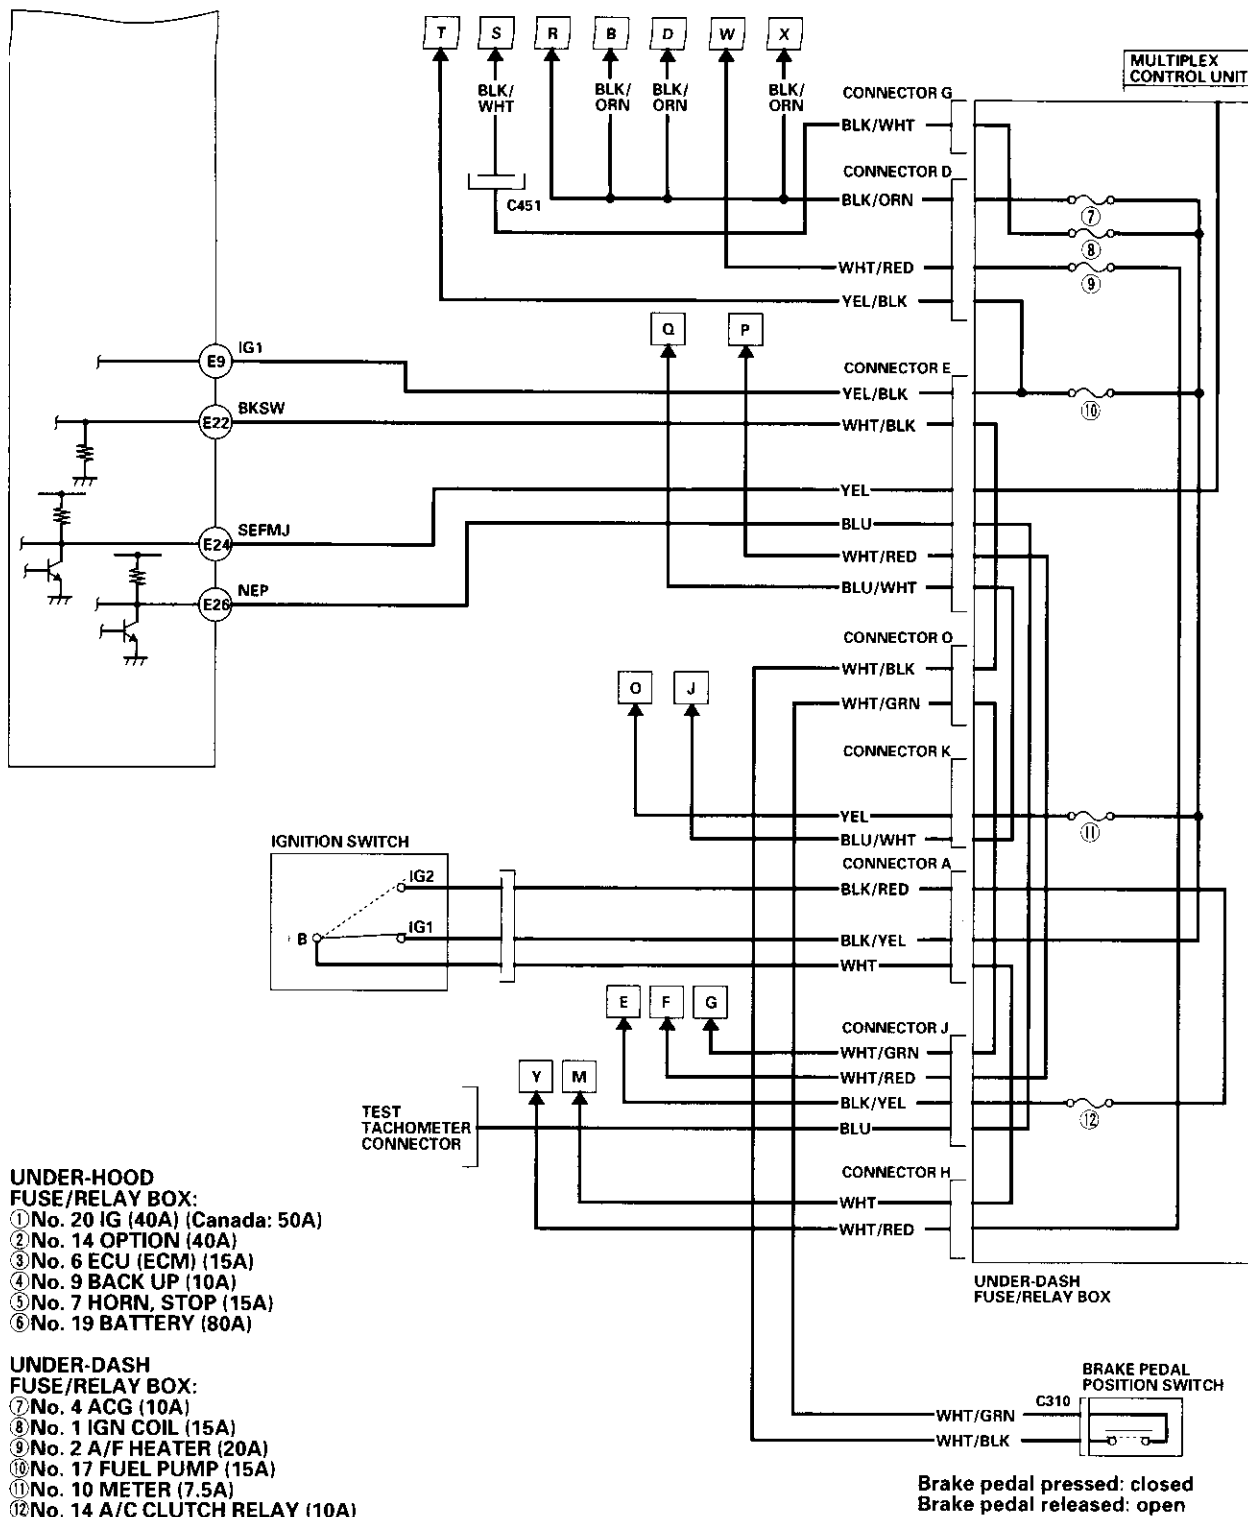 T S R B D W X
MULTIPLEX
CONTROL UNIT
BLK/
WHT
BLK/
ORN
BLK/
ORN
BLK/
ORN
CONNECTOR G
BLK/WHT
CONNECTOR D
C451
BLK/ORN
7
8
WHT/RED
9
YEL/BLK
Q P
E9 IG1
CONNECTOR E
YEL/BLK
10
E22 BKSW
WHT/BLK
YEL
E24 SEFMJ
BLU
WHT/RED
E26 NEP
BLU/WHT
CONNECTOR O
WHT/BLK
O J
WHT/GRN
CONNECTOR K
YEL
11
BLU/WHT
IGNITION SWITCH
CONNECTOR A
IG2
BLK/RED
B IG1
BLK/YEL
WHT
E F G
CONNECTOR J
WHT/GRN
Y M
WHT/RED
BLK/YEL
12
TEST
TACHOMETER
CONNECTOR
BLU
CONNECTOR H
WHT
WHT/RED
UNDER-DASH
FUSE/RELAY BOX
UNDER-HOOD
FUSE/RELAY BOX:
①No. 20 IG (40A) (Canada: 50A)
②No. 14 OPTION (40A)
③No. 6 ECU (ECM) (15A)
④No. 9 BACK UP (10A)
⑤No. 7 HORN, STOP (15A)
⑥No. 19 BATTERY (80A)
UNDER-DASH
FUSE/RELAY BOX:
⑦No. 4 ACG (10A)
⑧No. 1 IGN COIL (15A)
⑨No. 2 A/F HEATER (20A)
⑩No. 17 FUEL PUMP (15A)
⑪No. 10 METER (7.5A)
⑫No. 14 A/C CLUTCH RELAY (10A)
BRAKE PEDAL
POSITION SWITCH
C310
WHT/GRN
WHT/BLK
Brake pedal pressed: closed
Brake pedal released: open